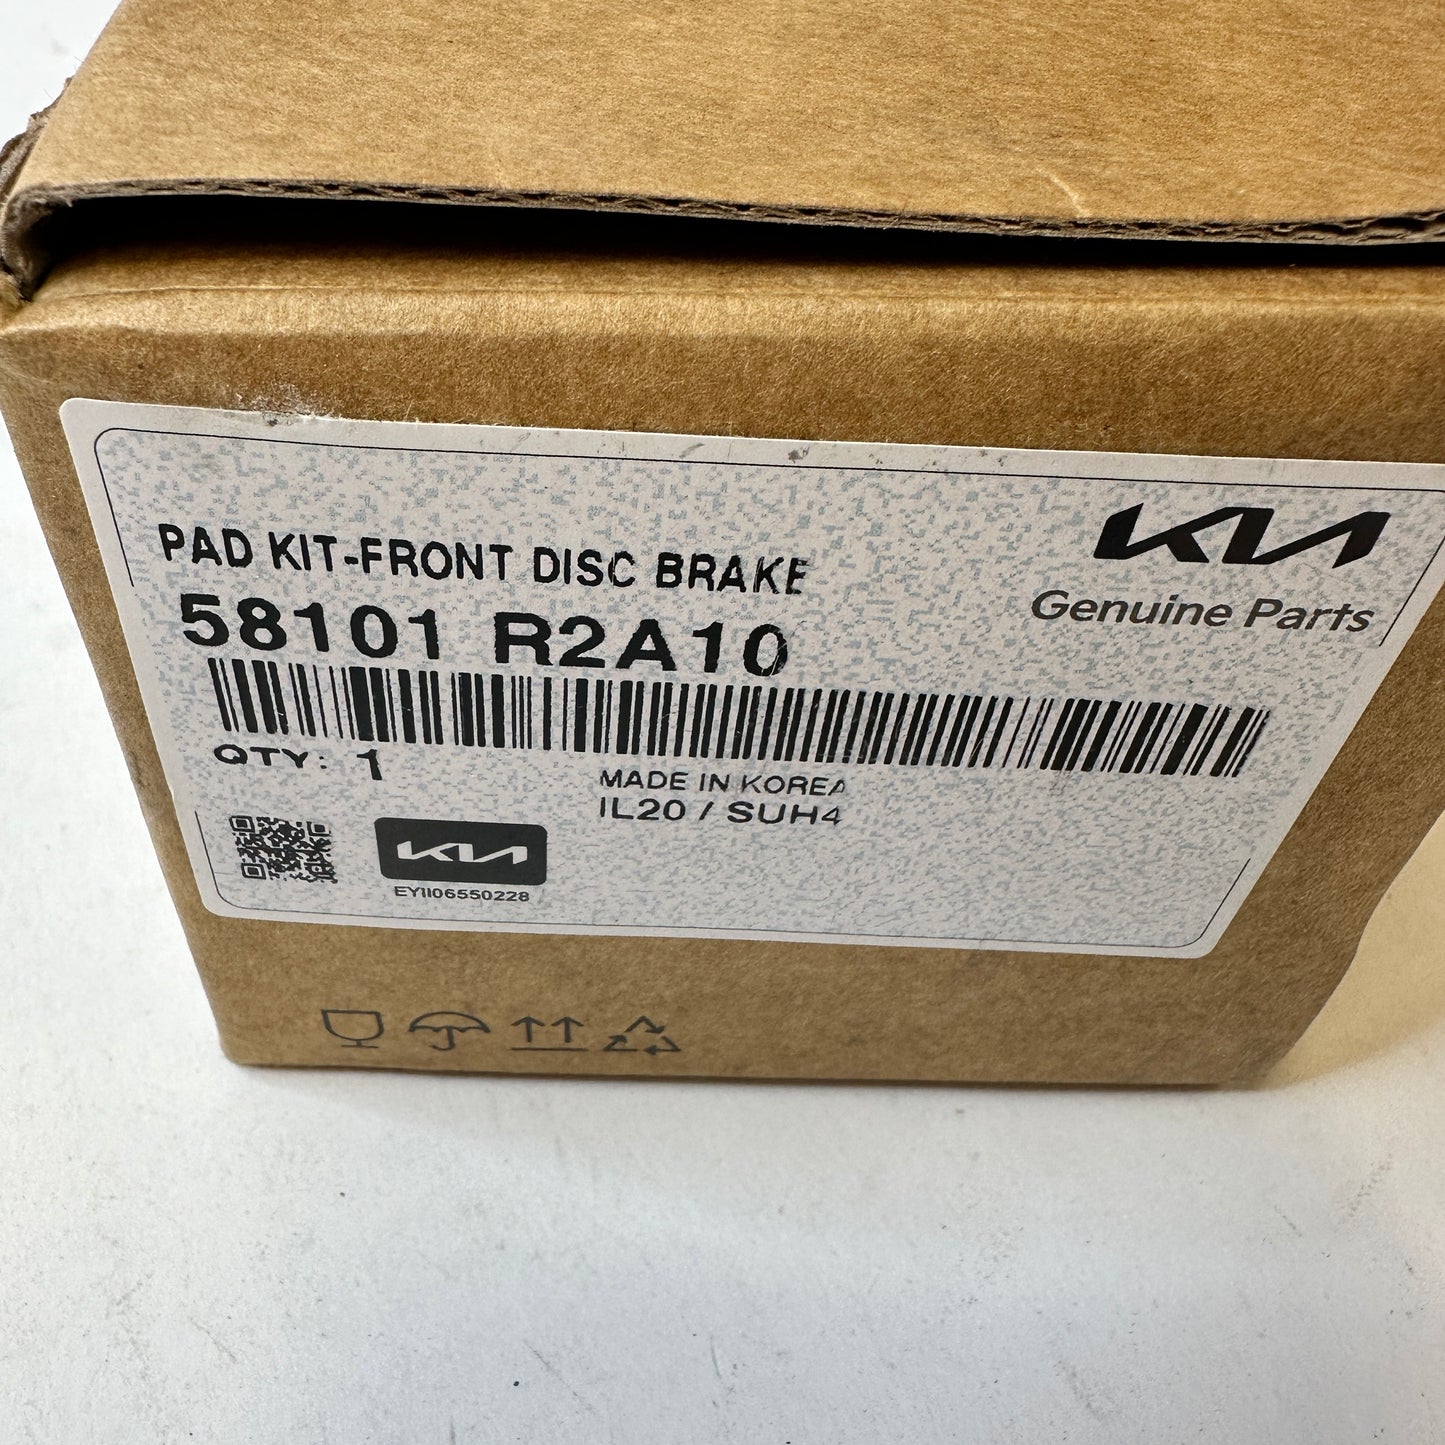 KIA
Genuine Parts
PAD KIT-FRONT DISC BRAKE
58101 R2A10
QTY: 1
MADE IN KOREA
IL20 / SUH4
KIA
EYII06550228